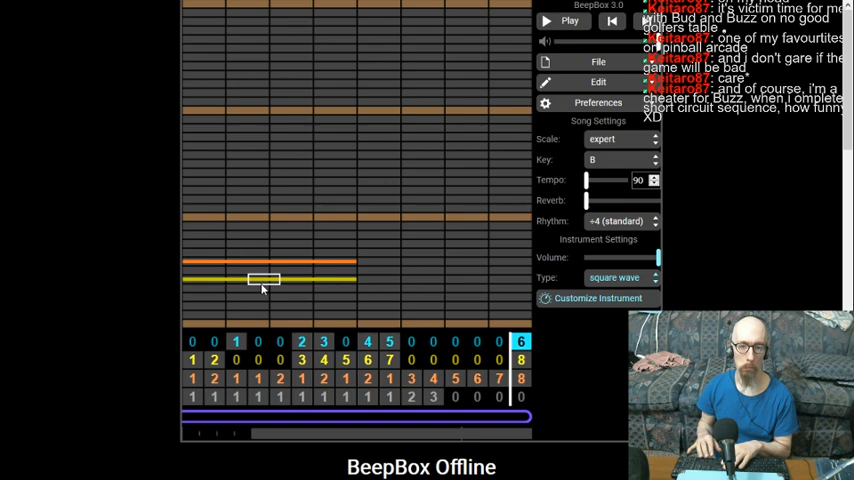 BeepBox 3.0
Play
File
Edit
Preferences
Song Settings
Scale: expert
Key: B
Tempo: 90
Reverb:
Rhythm: ÷4 (standard)
Instrument Settings
Volume:
Type: square wave
Customize Instrument
Keitaro87: it's victim time for me
with Bud and Buzz on no good
golfers table *
Keitaro87: one of my favourtites
on pinball arcade
Keitaro87: and i don't gare if the
game will be bad
Keitaro87: care*
Keitaro87: and of course, i'm a
cheater for Buzz, when i omplete
short circuit sequence, how funny
XD
0 0 1 0 0 2 3 0 4 5 0 0 0 0 0 6
1 2 0 0 0 3 4 5 6 7 0 0 0 0 0 8
1 2 1 1 2 1 2 1 2 1 3 4 5 6 7 8
1 1 1 1 1 1 1 1 1 1 2 3 0 0 0 0
BeepBox Offline